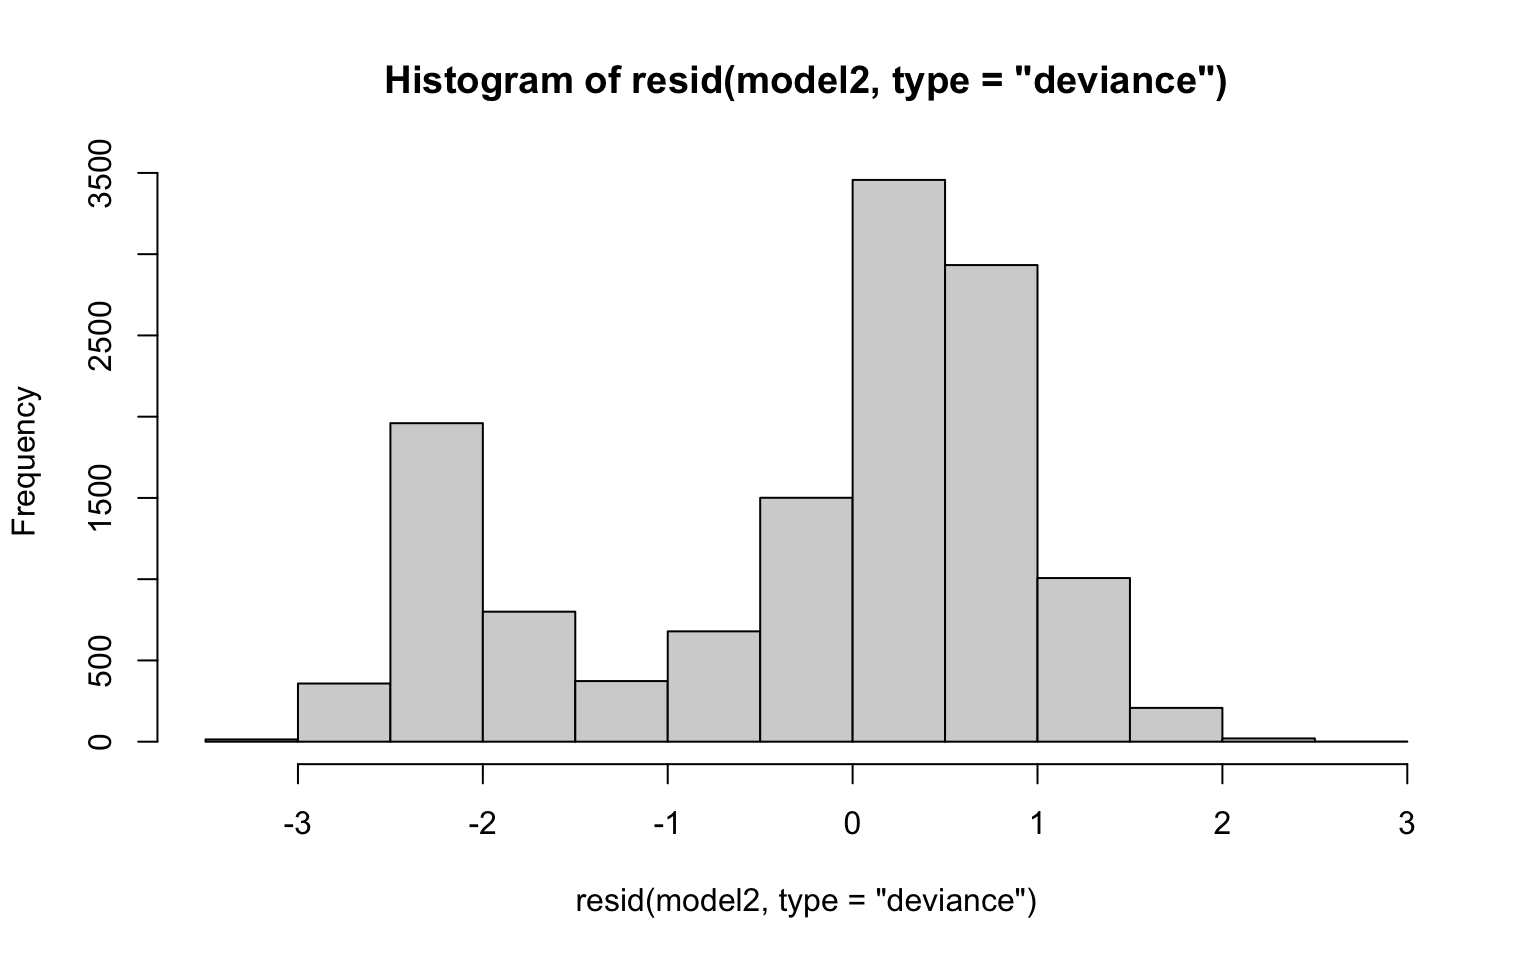 Histogram of resid(model2, type = "deviance")
Frequency
3500
2500
1500
500
0
-3 -2 -1 0 1 2 3
resid(model2, type = "deviance")